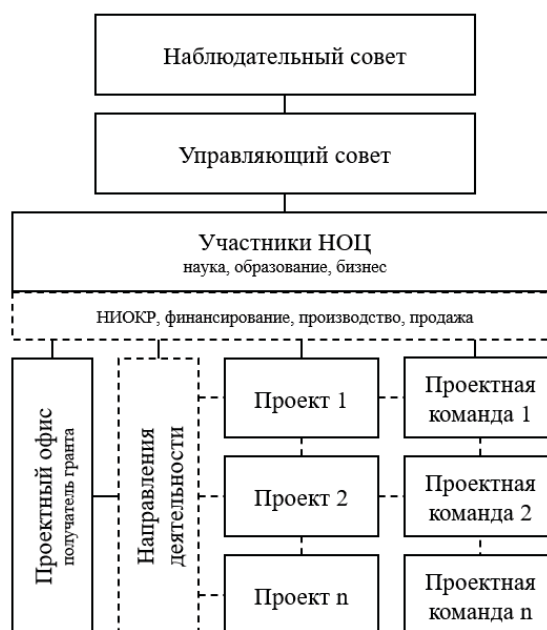 Наблюдательный совет
Управляющий совет
Участники НОЦ
наука, образование, бизнес
НИОКР, финансирование, производство, продажа
Проектный офис
получатель гранта
Направления
деятельности
Проект 1
Проектная
команда 1
Проект 2
Проектная
команда 2
Проект n
Проектная
команда n